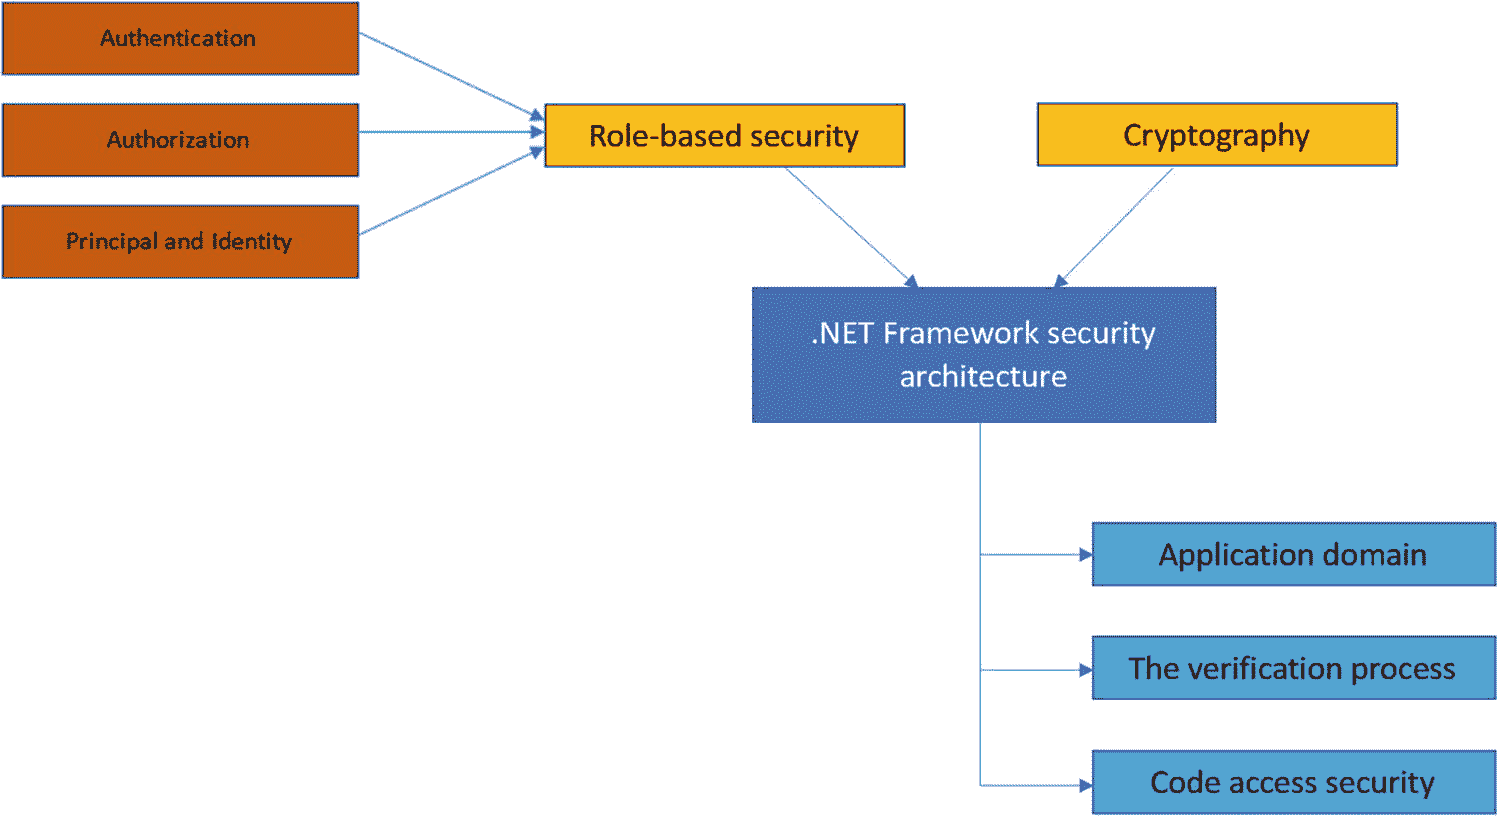 Authentication
Authorization
Principal and Identity
Role-based security
Cryptography
.NET Framework security
architecture
Application domain
The verification process
Code access security